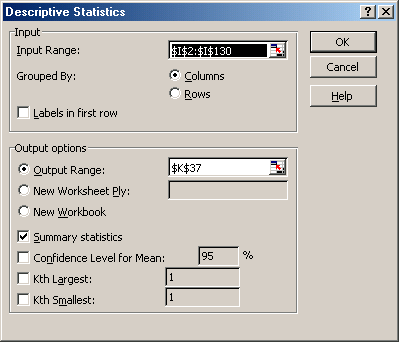 Descriptive Statistics
Input
Input Range: $I$2:$I$130
Grouped By: Columns
Rows
Labels in first row
OK
Cancel
Help
Output options
Output Range: $K$37
New Worksheet Ply:
New Workbook
Summary statistics
Confidence Level for Mean: 95 %
Kth Largest: 1
Kth Smallest: 1